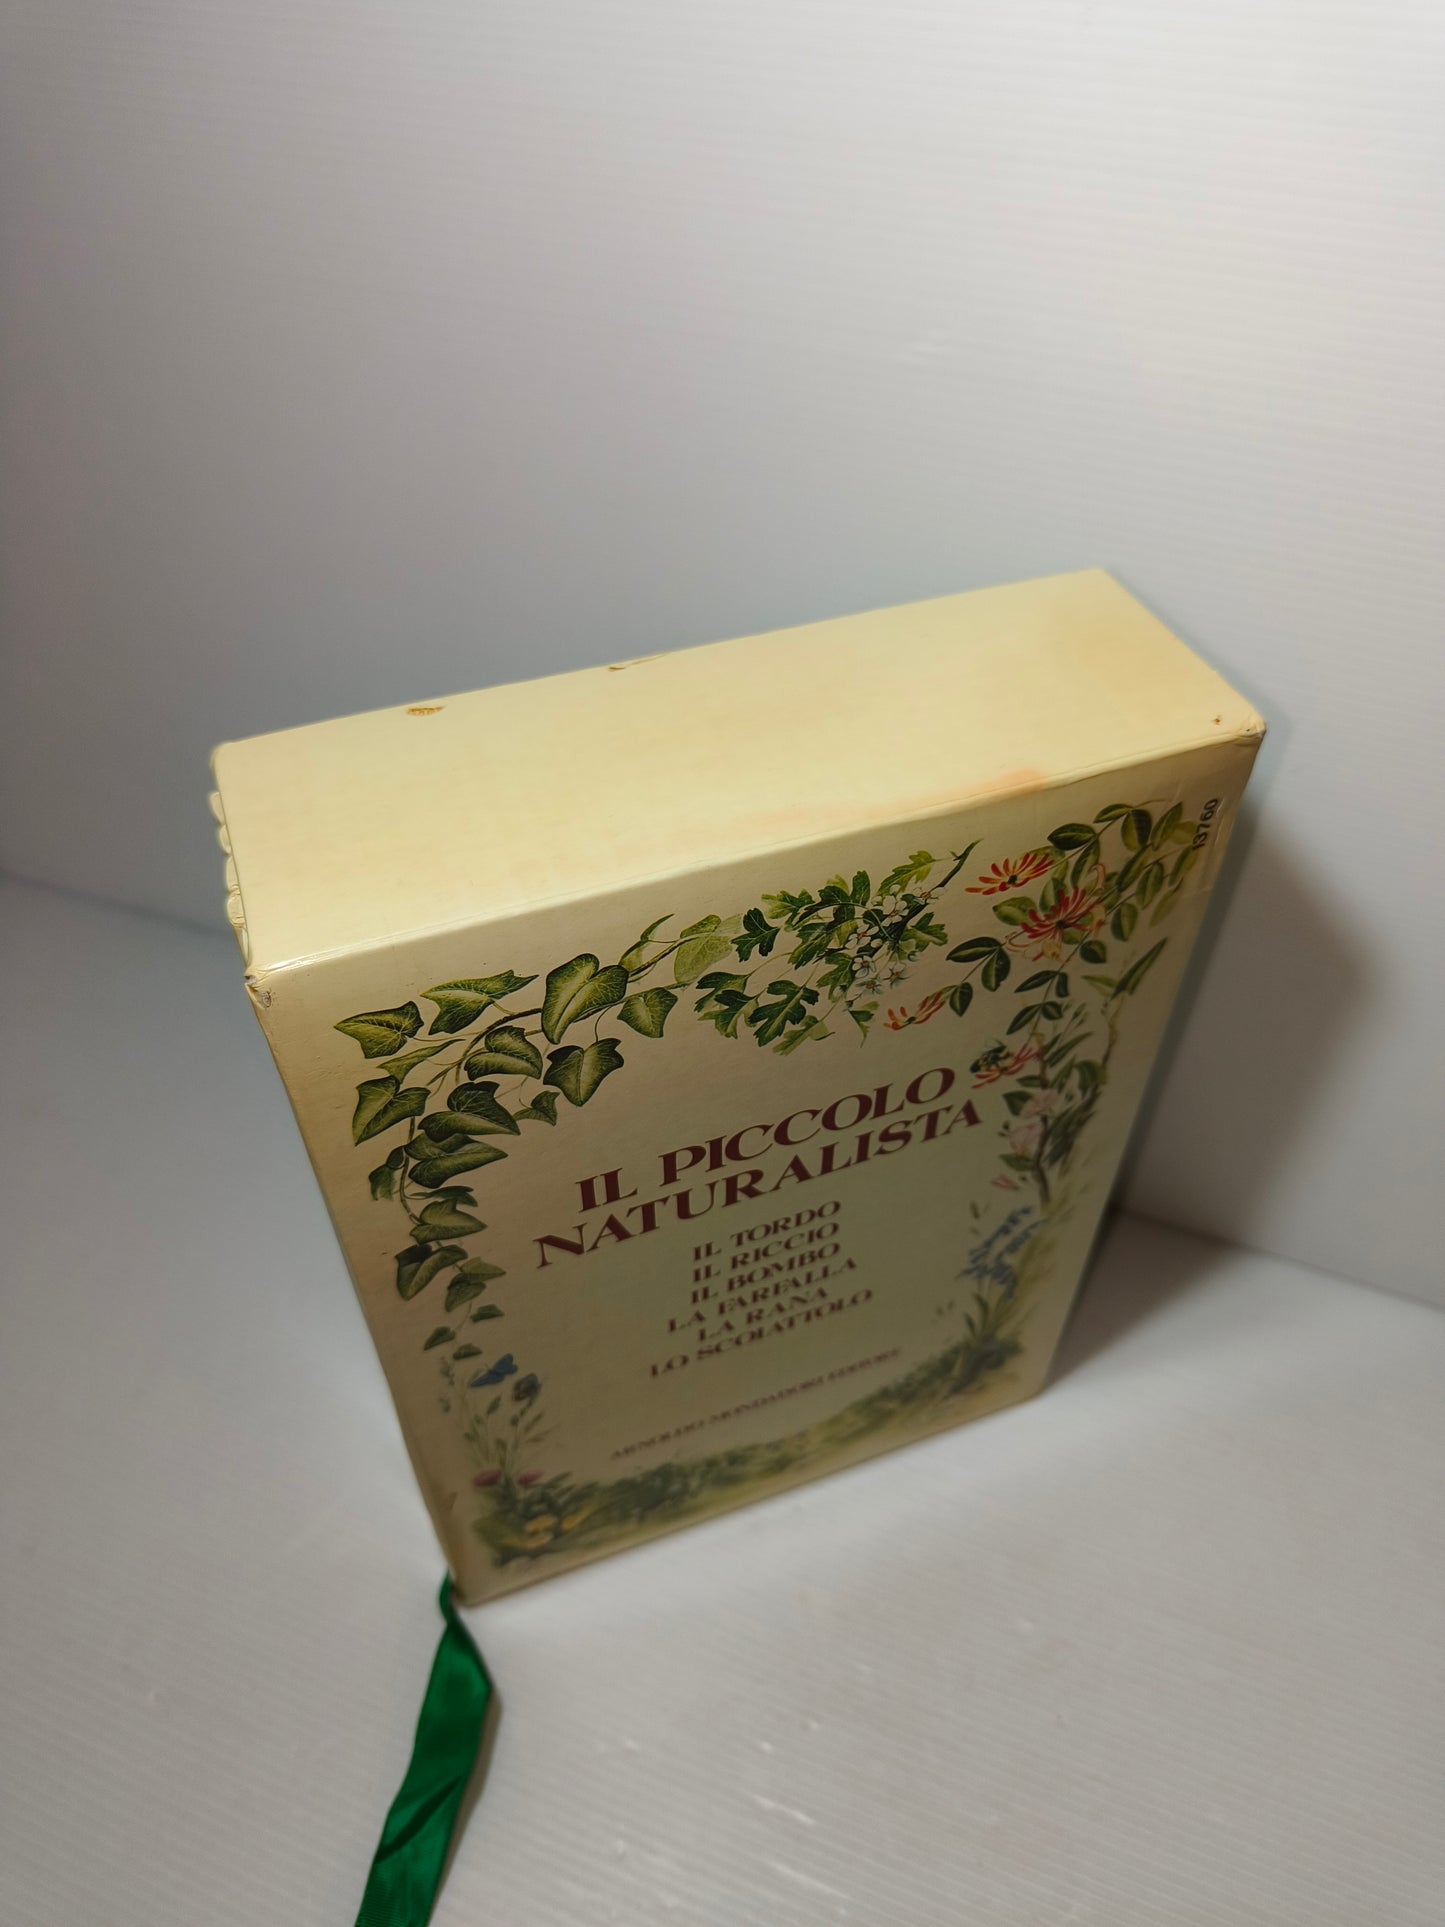 13760
IL PICCOLO
NATURALISTA
IL TORDO
IL RICCIO
IL BOMBO
LA FARFALLA
LA RANA
LO SCOIATTOLO
ARNOLDO MONDADORI EDITORE